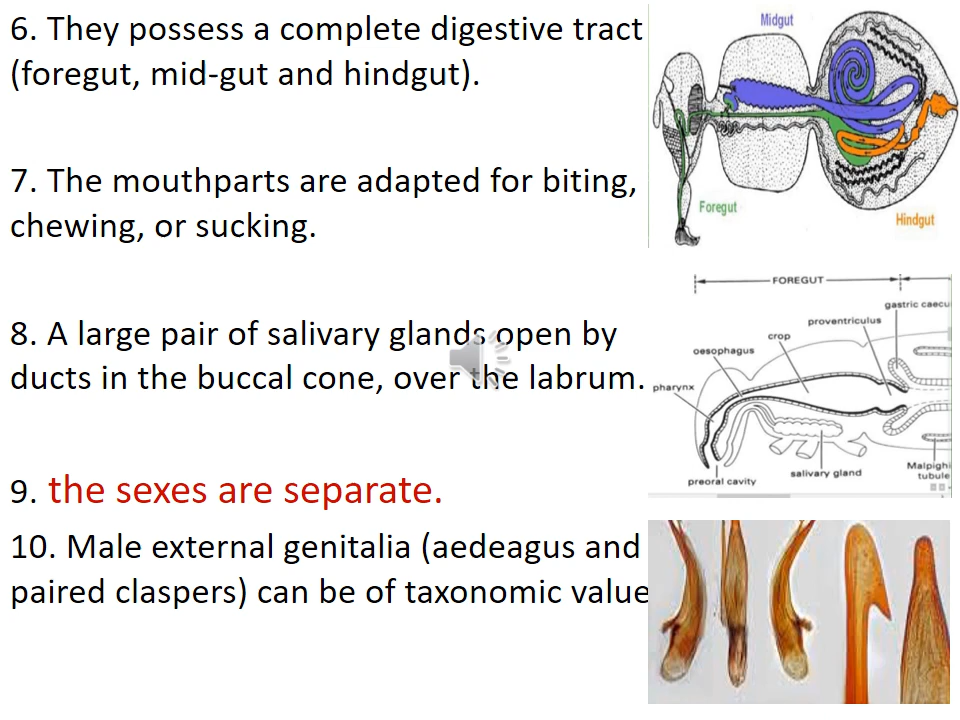 6. They possess a complete digestive tract
(foregut, mid-gut and hindgut).
7. The mouthparts are adapted for biting,
chewing, or sucking.
8. A large pair of salivary glands open by
ducts in the buccal cone, over the labrum.
9. the sexes are separate.
10. Male external genitalia (aedeagus and
paired claspers) can be of taxonomic value
Midgut
Foregut
Hindgut
FOREGUT
gastric caecu
proventriculus
crop
oesophagus
pharynx
salivary gland
preoral cavity
Malpighi
tubule